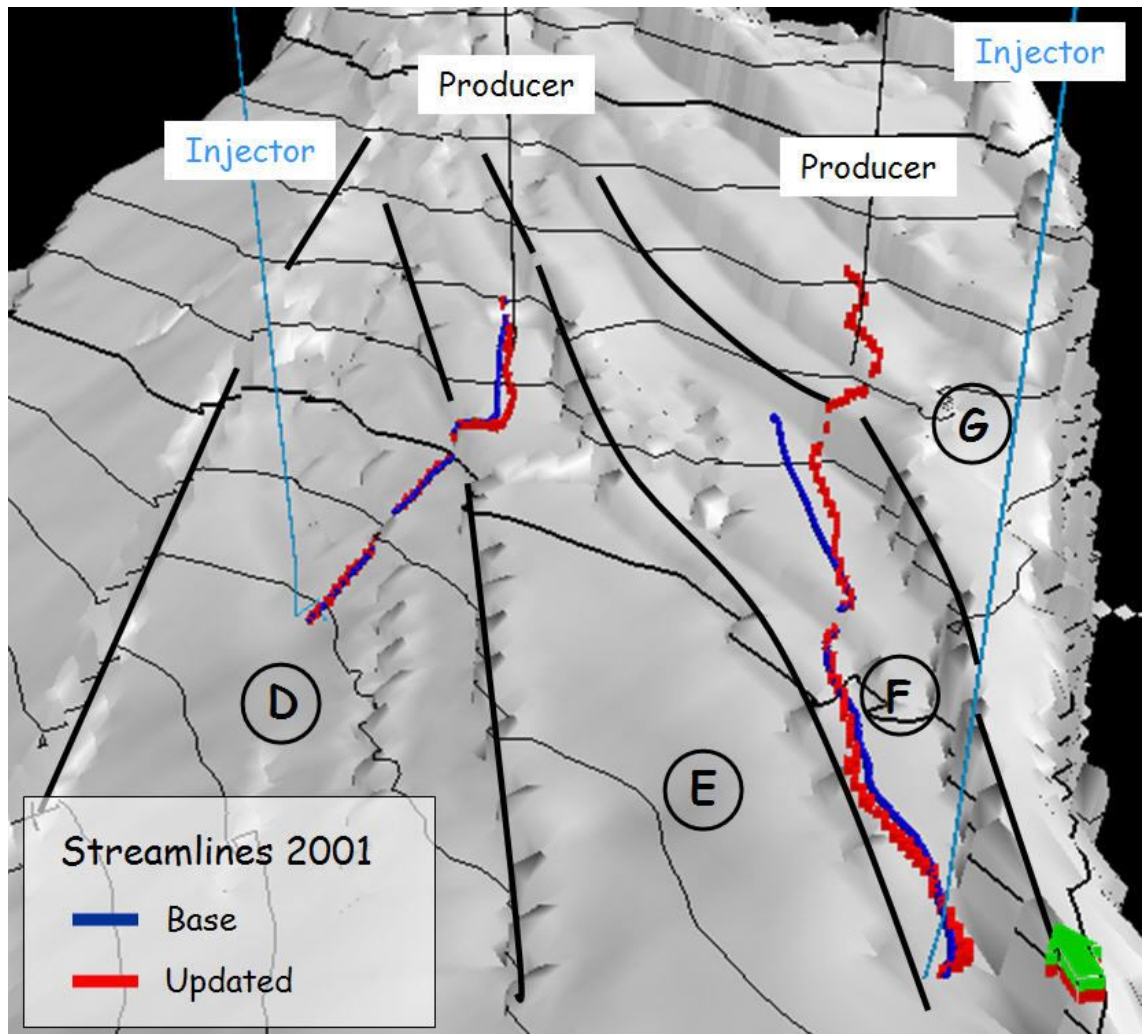 Producer
Injector
Injector
Producer
G
F
D
E
Streamlines 2001
Base
Updated